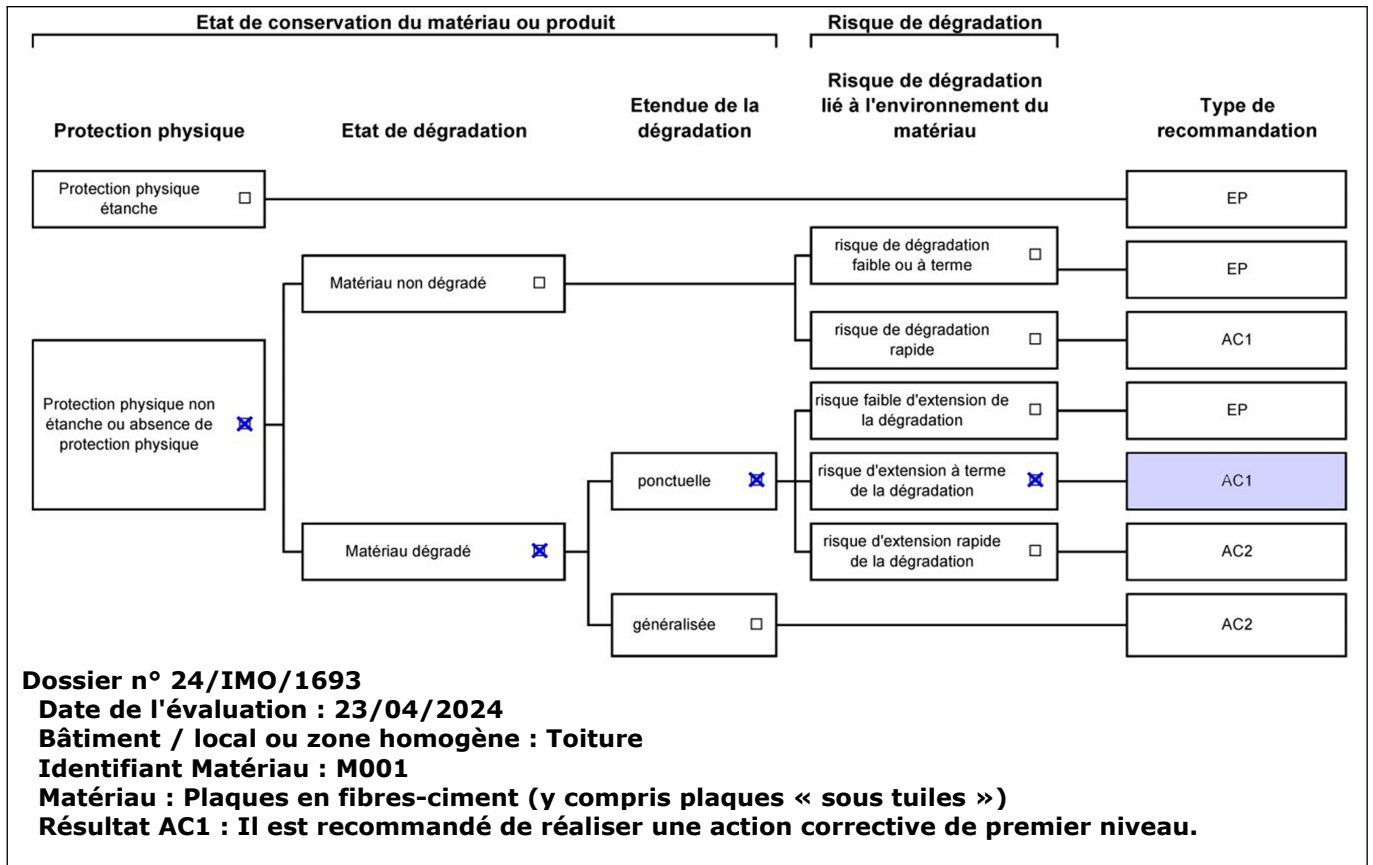 Etat de conservation du matériau ou produit
Risque de dégradation
Protection physique
Etat de dégradation
Etendue de la
dégradation
Risque de dégradation
lié à l'environnement du
matériau
Type de
recommandation
Protection physique
étanche
EP
risque de dégradation
faible ou à terme
EP
Matériau non dégradé
risque de dégradation
rapide
AC1
Protection physique non
étanche ou absence de
protection physique
risque faible d'extension de
la dégradation
EP
ponctuelle
risque d'extension à terme
de la dégradation
AC1
Matériau dégradé
risque d'extension rapide
de la dégradation
AC2
généralisée
AC2
Dossier n° 24/IMO/1693
Date de l'évaluation : 23/04/2024
Bâtiment / local ou zone homogène : Toiture
Identifiant Matériau : M001
Matériau : Plaques en fibres-ciment (y compris plaques « sous tuiles »)
Résultat AC1 : Il est recommandé de réaliser une action corrective de premier niveau.